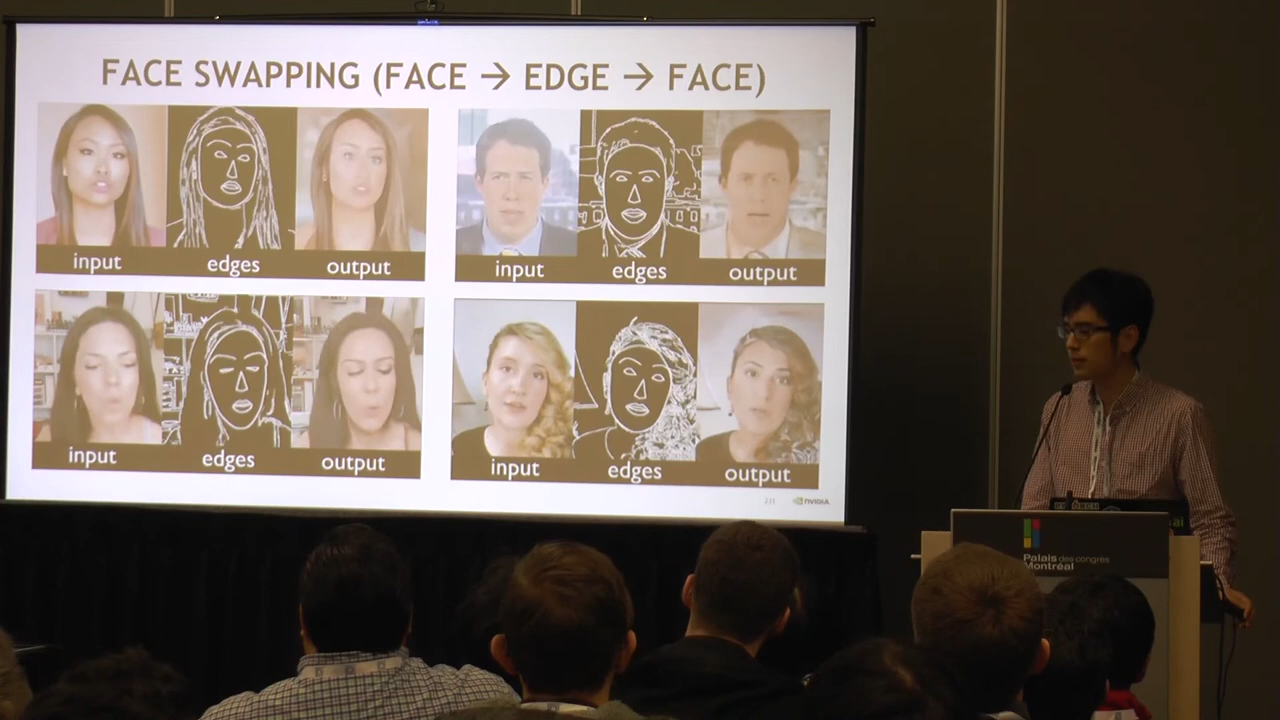 FACE SWAPPING (FACE → EDGE → FACE)
input edges output
input edges output
input edges output
input edges output
NVIDIA
Palais des congrès
Montréal